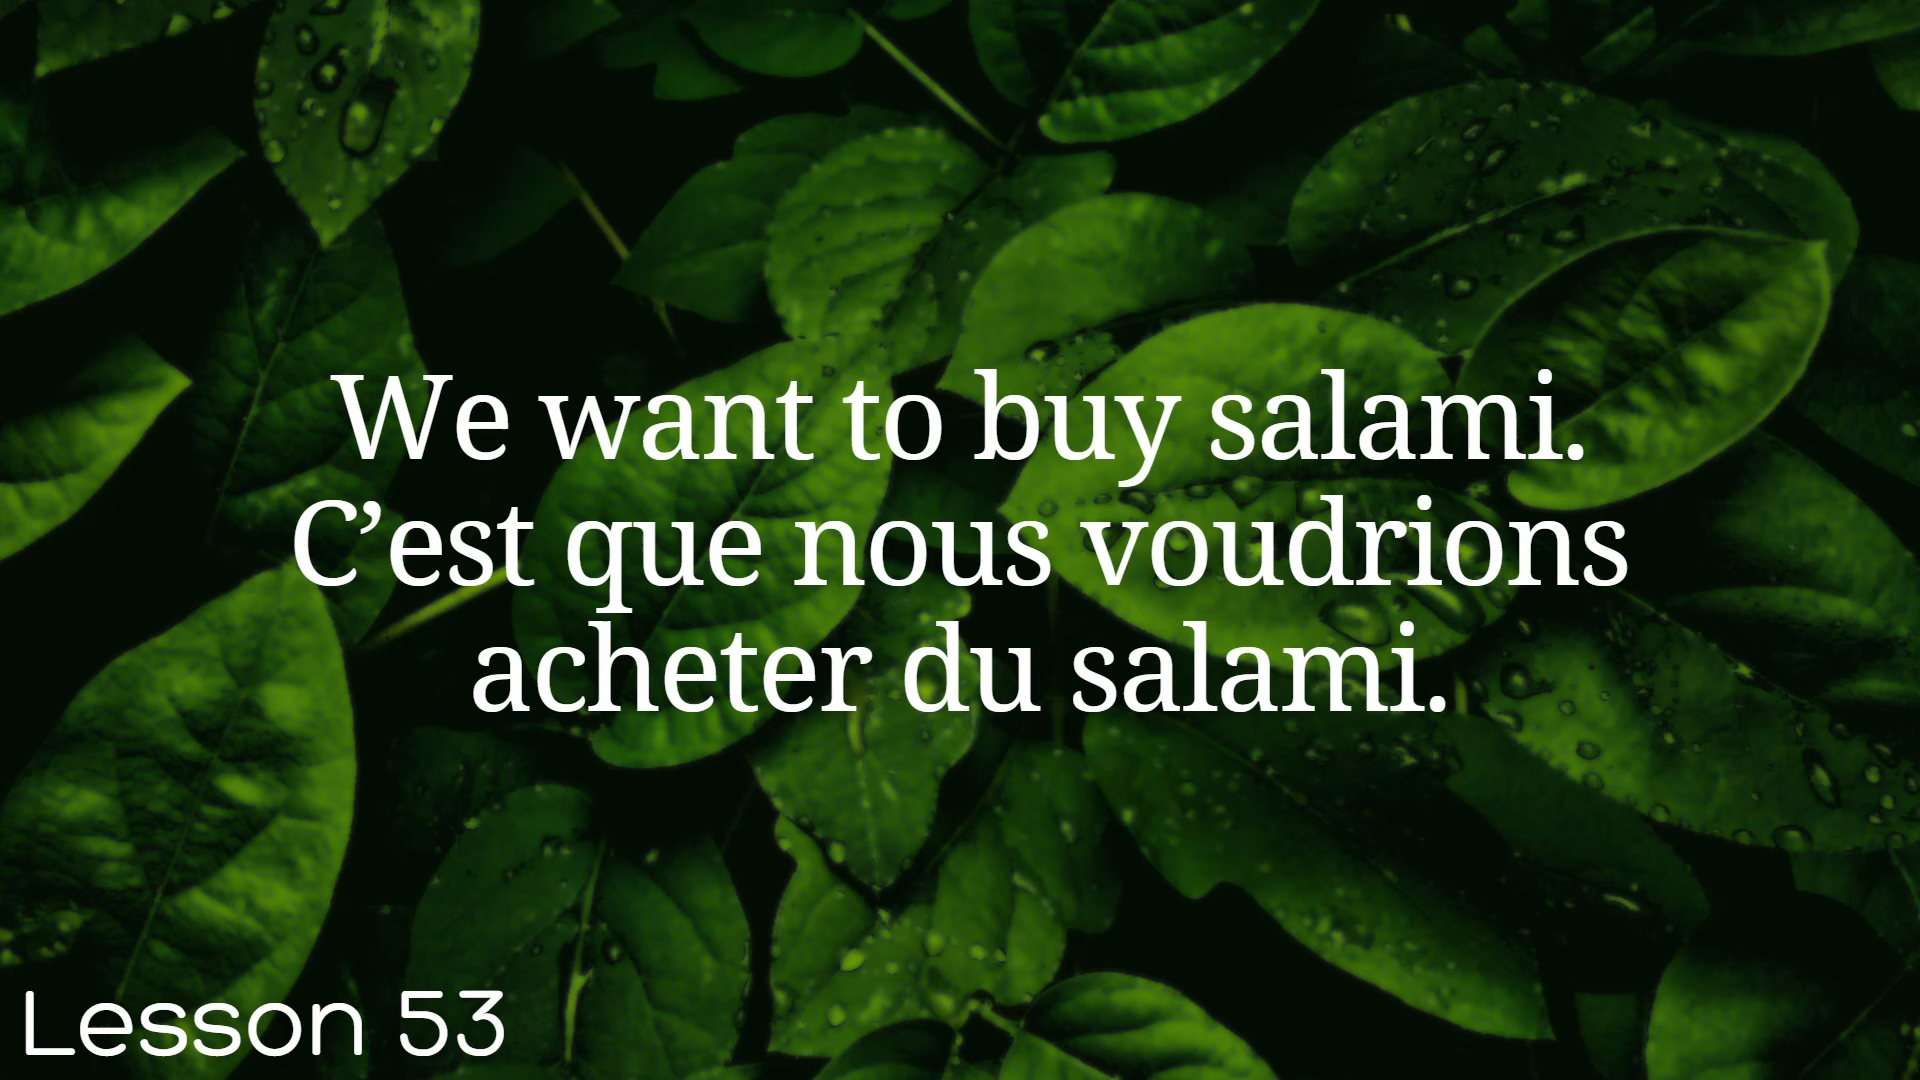 We want to buy salami.
C’est que nous voudrions
acheter du salami.
Lesson 53